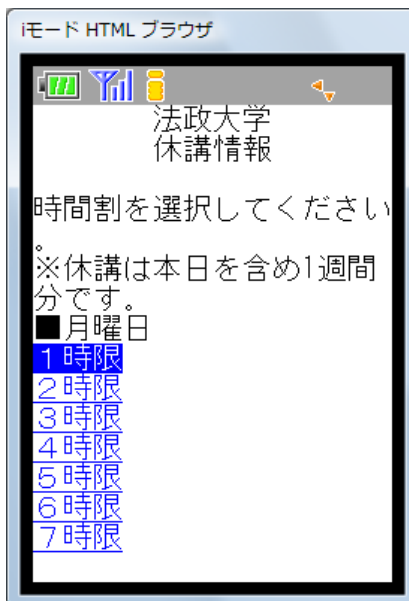 iモード HTML ブラウザ
法政大学
休講情報
時間割を選択してください
。
※休講は本日を含め1週間
分です。
■月曜日
１時限
２時限
３時限
４時限
５時限
６時限
７時限